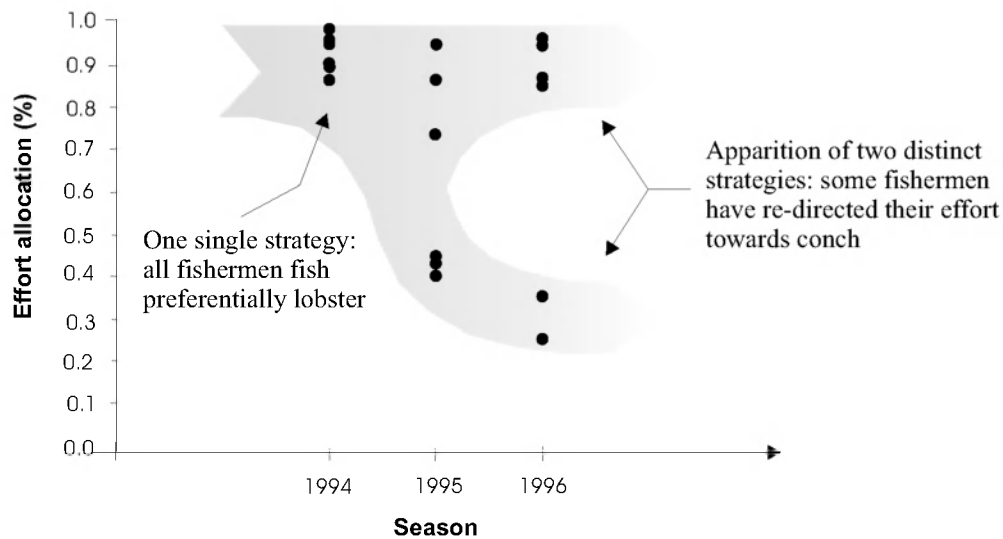 1.0
0.9
0.8
0.7
0.6
0.5
0.4
0.3
0.2
0.1
0.0
Effort allocation (%)
One single strategy:
all fishermen fish
preferentially lobster
Apparition of two distinct
strategies: some fishermen
have re-directed their effort
towards conch
1994
1995
1996
Season